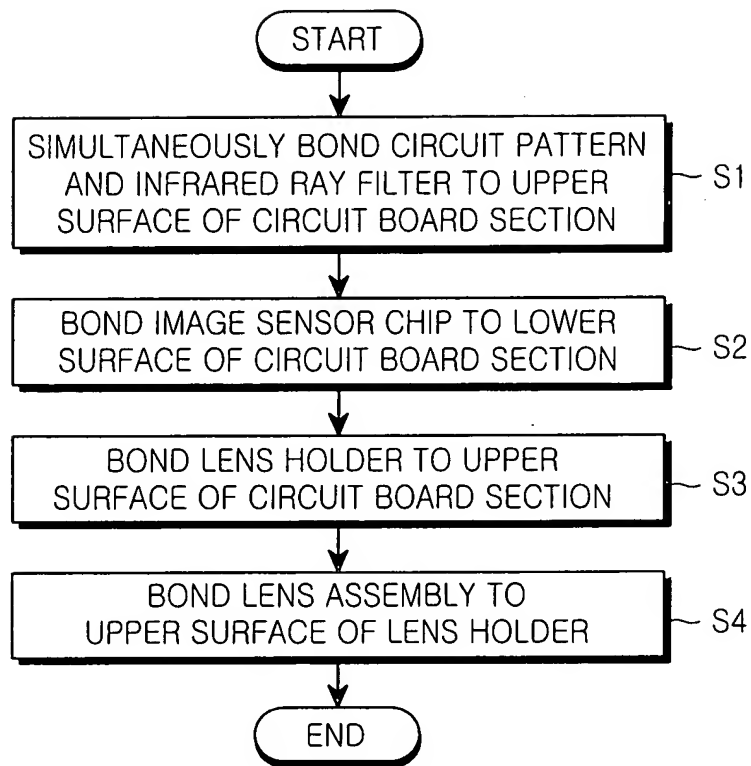 START
SIMULTANEOUSLY BOND CIRCUIT PATTERN
AND INFRARED RAY FILTER TO UPPER
SURFACE OF CIRCUIT BOARD SECTION
S1
BOND IMAGE SENSOR CHIP TO LOWER
SURFACE OF CIRCUIT BOARD SECTION
S2
BOND LENS HOLDER TO UPPER
SURFACE OF CIRCUIT BOARD SECTION
S3
BOND LENS ASSEMBLY TO
UPPER SURFACE OF LENS HOLDER
S4
END